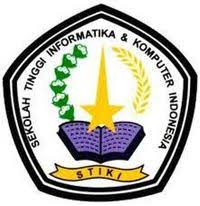 SEKOLAH TINGGI INFORMATIKA & KOMPUTER INDONESIA
STIKI